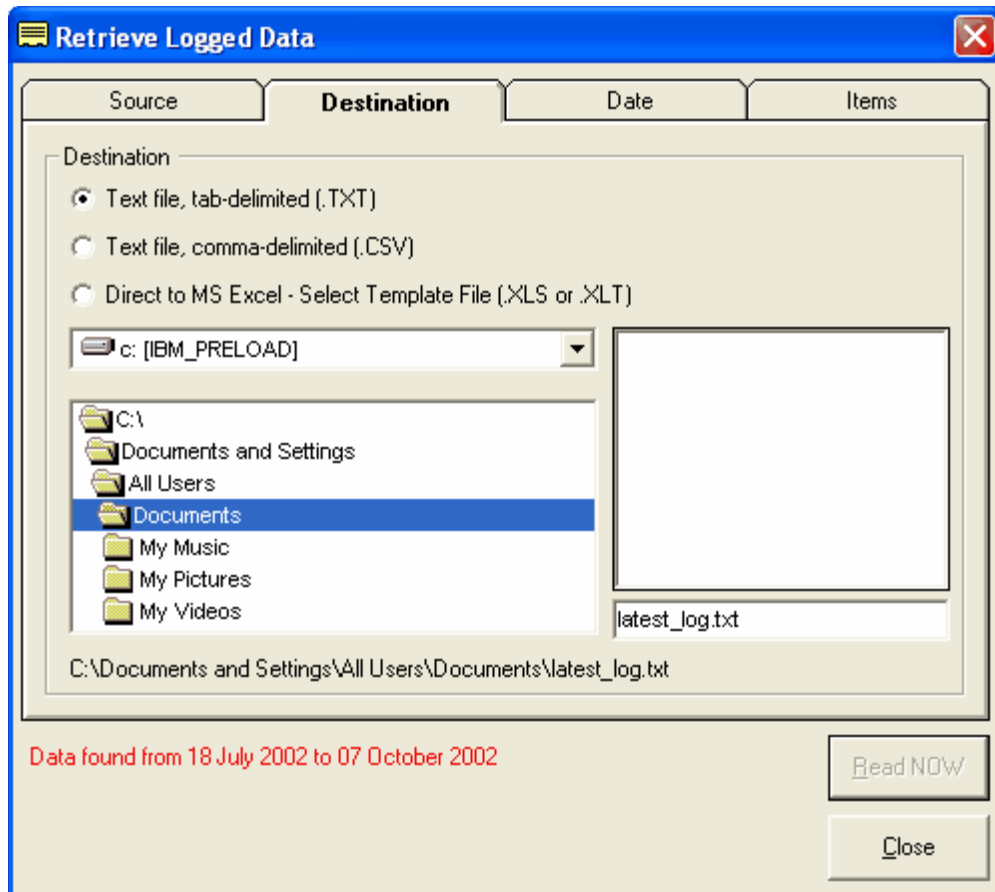 Retrieve Logged Data
Source Destination Date Items
Destination
Text file, tab-delimited (.TXT)
Text file, comma-delimited (.CSV)
Direct to MS Excel - Select Template File (.XLS or .XLT)
c: [IBM_PRELOAD]
C:\
Documents and Settings
All Users
Documents
My Music
My Pictures
My Videos
latest_log.txt
C:\Documents and Settings\All Users\Documents\latest_log.txt
Data found from 18 July 2002 to 07 October 2002
Read NOW
Close